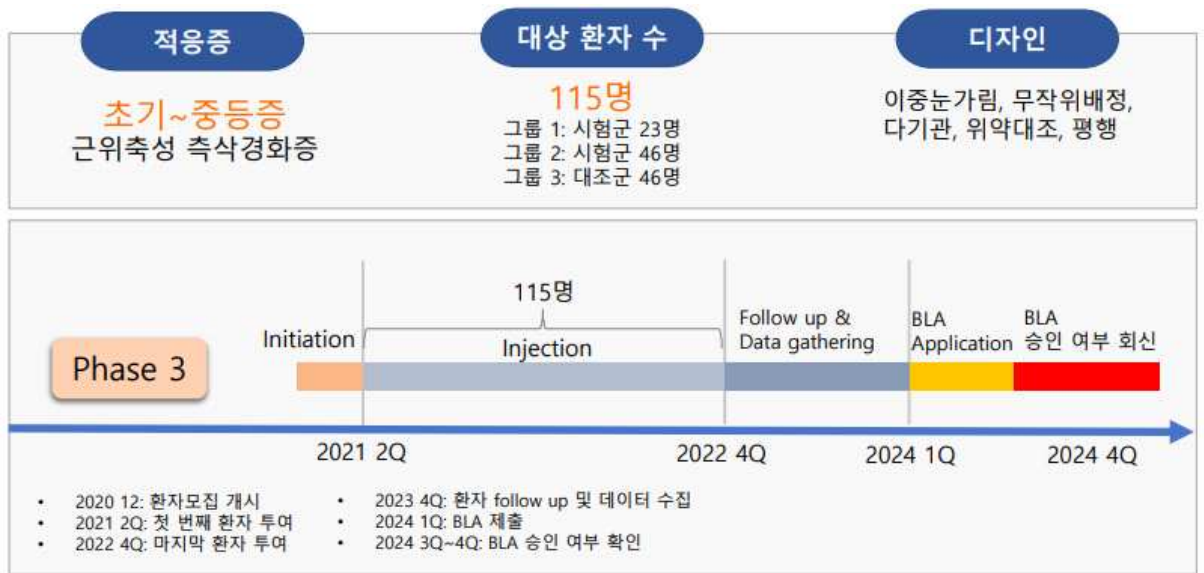 적응증
초기~중등증
근위축성 측삭경화증
대상 환자 수
115명
그룹 1: 시험군 23명
그룹 2: 시험군 46명
그룹 3: 대조군 46명
디자인
이중눈가림, 무작위배정,
다기관, 위약대조, 평행
Phase 3
Initiation
115명
Injection
Follow up &
Data gathering
BLA
Application
BLA
승인 여부 회신
2021 2Q
2022 4Q
2024 1Q
2024 4Q
• 2020 12: 환자모집 개시
• 2021 2Q: 첫 번째 환자 투여
• 2022 4Q: 마지막 환자 투여
• 2023 4Q: 환자 follow up 및 데이터 수집
• 2024 1Q: BLA 제출
• 2024 3Q~4Q: BLA 승인 여부 확인